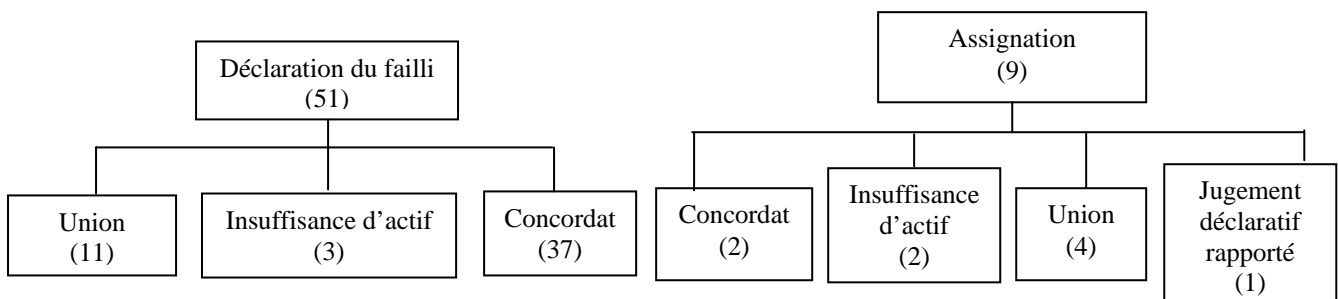 Déclaration du failli
(51)
Union
(11)
Insuffisance d'actif
(3)
Concordat
(37)
Assignation
(9)
Concordat
(2)
Insuffisance
d'actif
(2)
Union
(4)
Jugement
déclaratif
rapporté
(1)